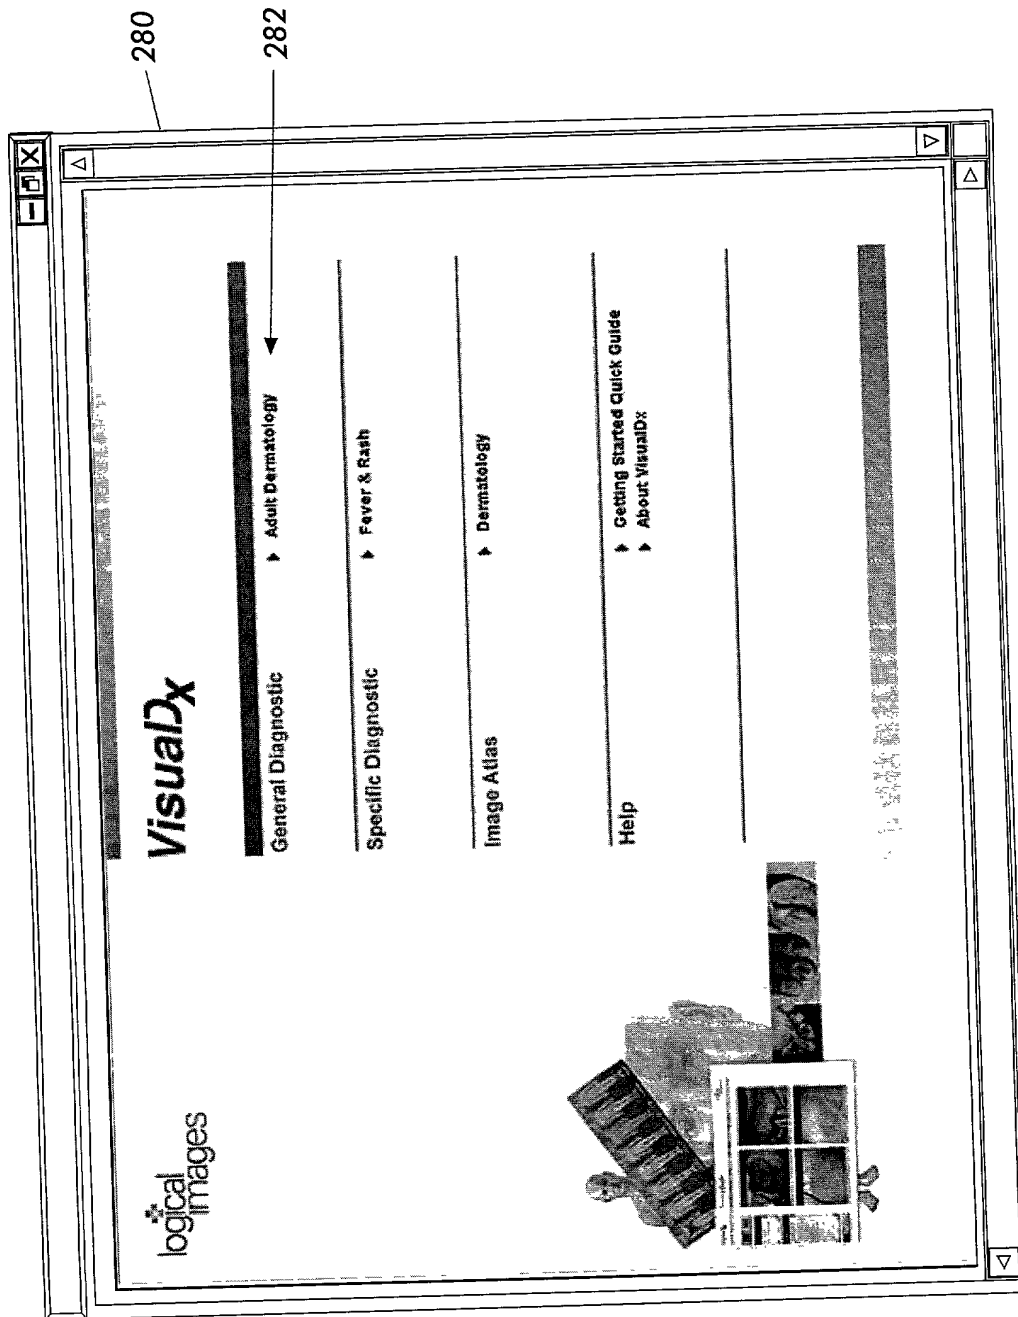 280
282
logical
images
VisualDx
General Diagnostic
Adult Dermatology
Specific Diagnostic
Fever & Rash
Image Atlas
Dermatology
Help
Getting Started Quick Guide
About VisualDx